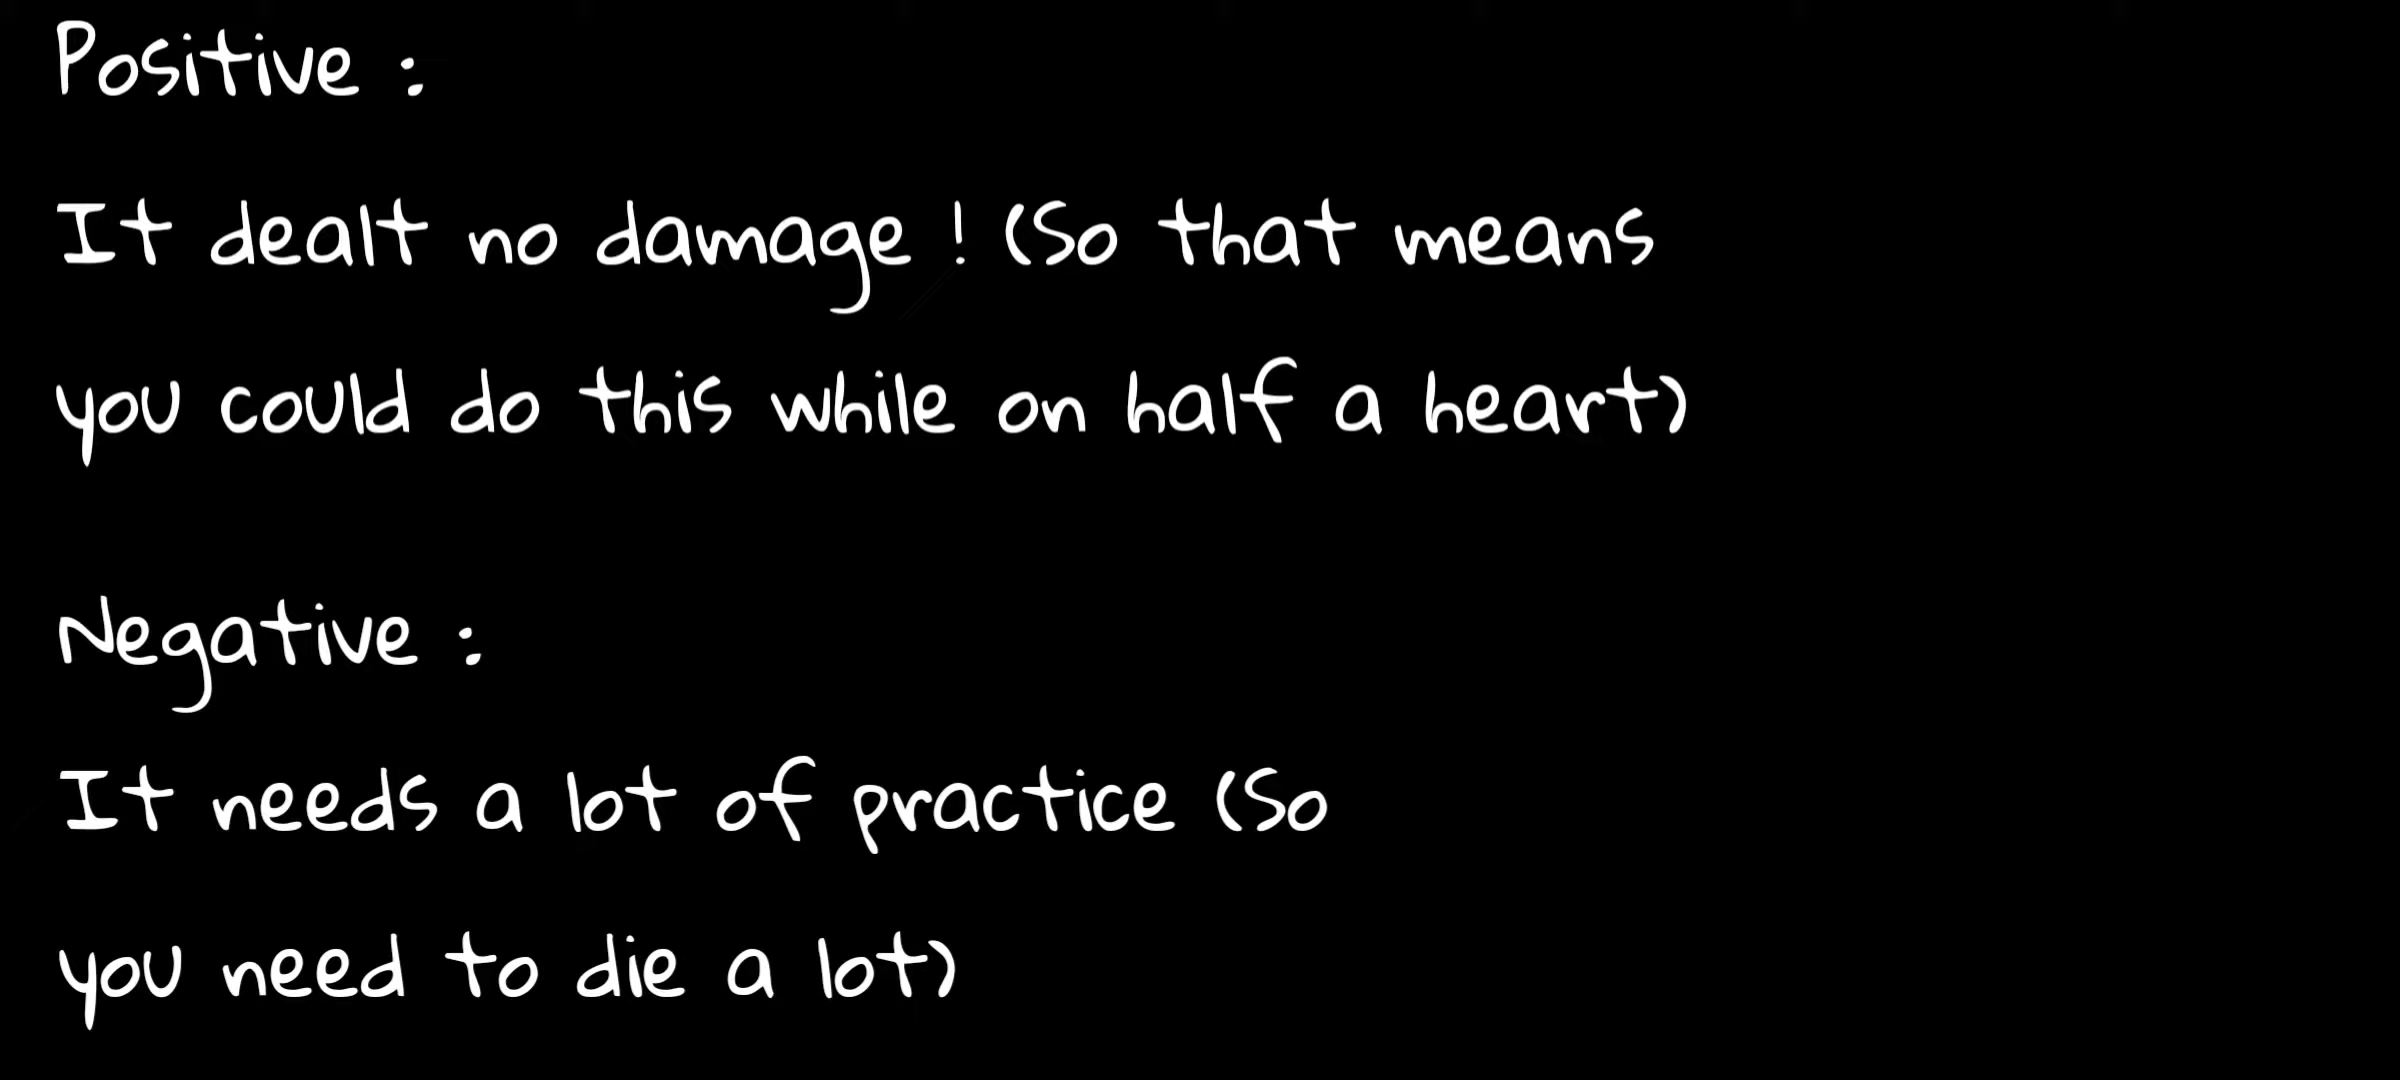 Positive :
It dealt no damage ! (So that means
you could do this while on half a heart)
Negative :
It needs a lot of practice (So
you need to die a lot)